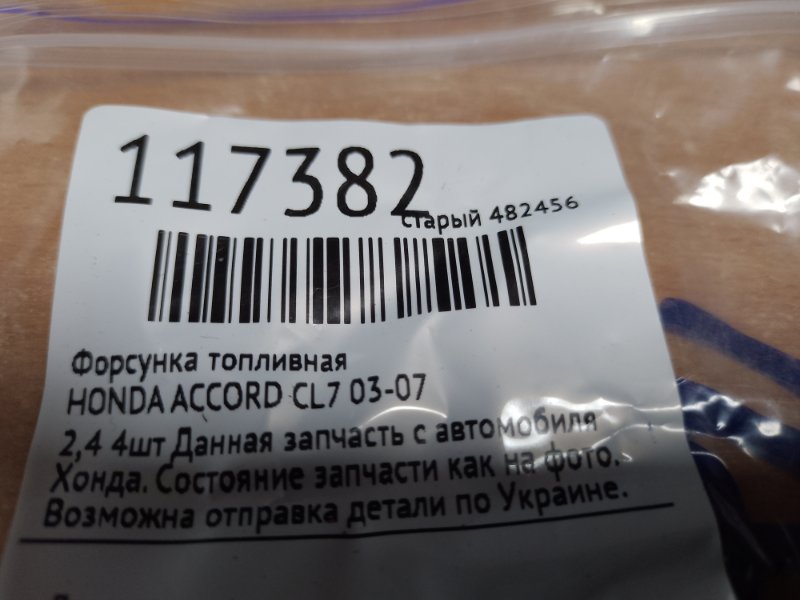 117382
старый 482456
Форсунка топливная
HONDA ACCORD CL7 03-07
2,4 4шт Данная запчасть с автомобиля
Хонда. Состояние запчасти как на фото.
Возможна отправка детали по Украине.